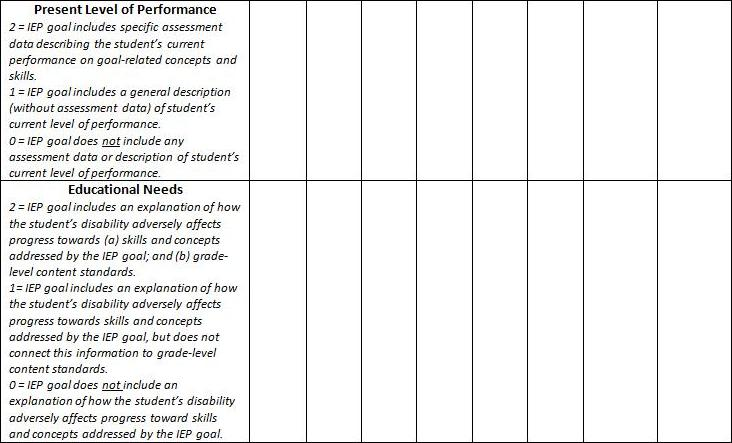 Present Level of Performance
2 = IEP goal includes specific assessment
data describing the student's current
performance on goal-related concepts and
skills.
1 = IEP goal includes a general description
(without assessment data) of student's
current level of performance.
0 = IEP goal does not include any
assessment data or description of student's
current level of performance.
Educational Needs
2 = IEP goal includes an explanation of how
the student's disability adversely affects
progress towards (a) skills and concepts
addressed by the IEP goal; and (b) grade-
level content standards.
1= IEP goal includes an explanation of how
the student's disability adversely affects
progress towards skills and concepts
addressed by the IEP goal, but does not
connect this information to grade-level
content standards.
0 = IEP goal does not include an
explanation of how the student's disability
adversely affects progress toward skills
and concepts addressed by the IEP goal.